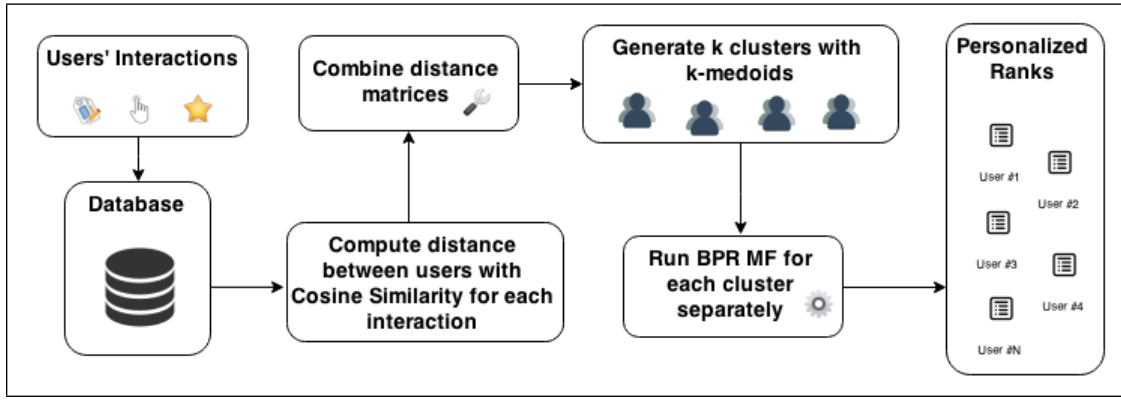 Users' Interactions
Database
Compute distance
between users with
Cosine Similarity for each
interaction
Combine distance
matrices
Generate k clusters with
k-medoids
Run BPR MF for
each cluster
separately
Personalized
Ranks
User #1
User #2
User #3
User #4
User #N